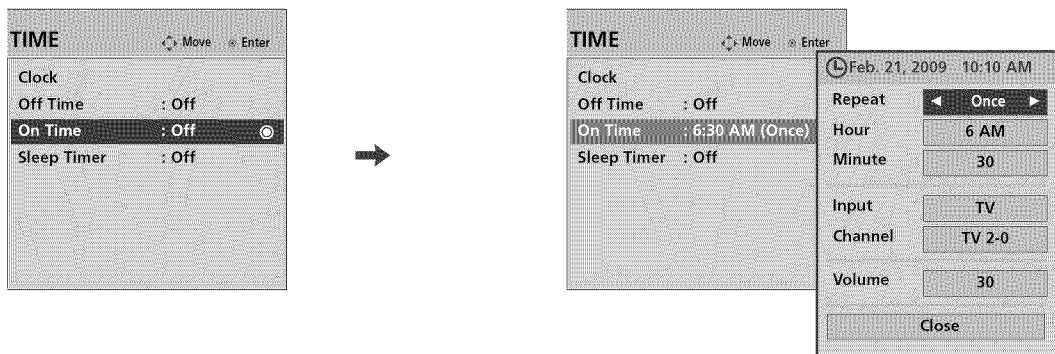 TIME Move Enter
Clock
Off Time : Off
On Time : Off
Sleep Timer : Off
TIME Move Enter
Clock
Off Time : Off
On Time : 6:30 AM (Once)
Sleep Timer : Off
Feb. 21, 2009 10:10 AM
Repeat ◀ Once ▶
Hour 6 AM
Minute 30
Input TV
Channel TV 2-0
Volume 30
Close